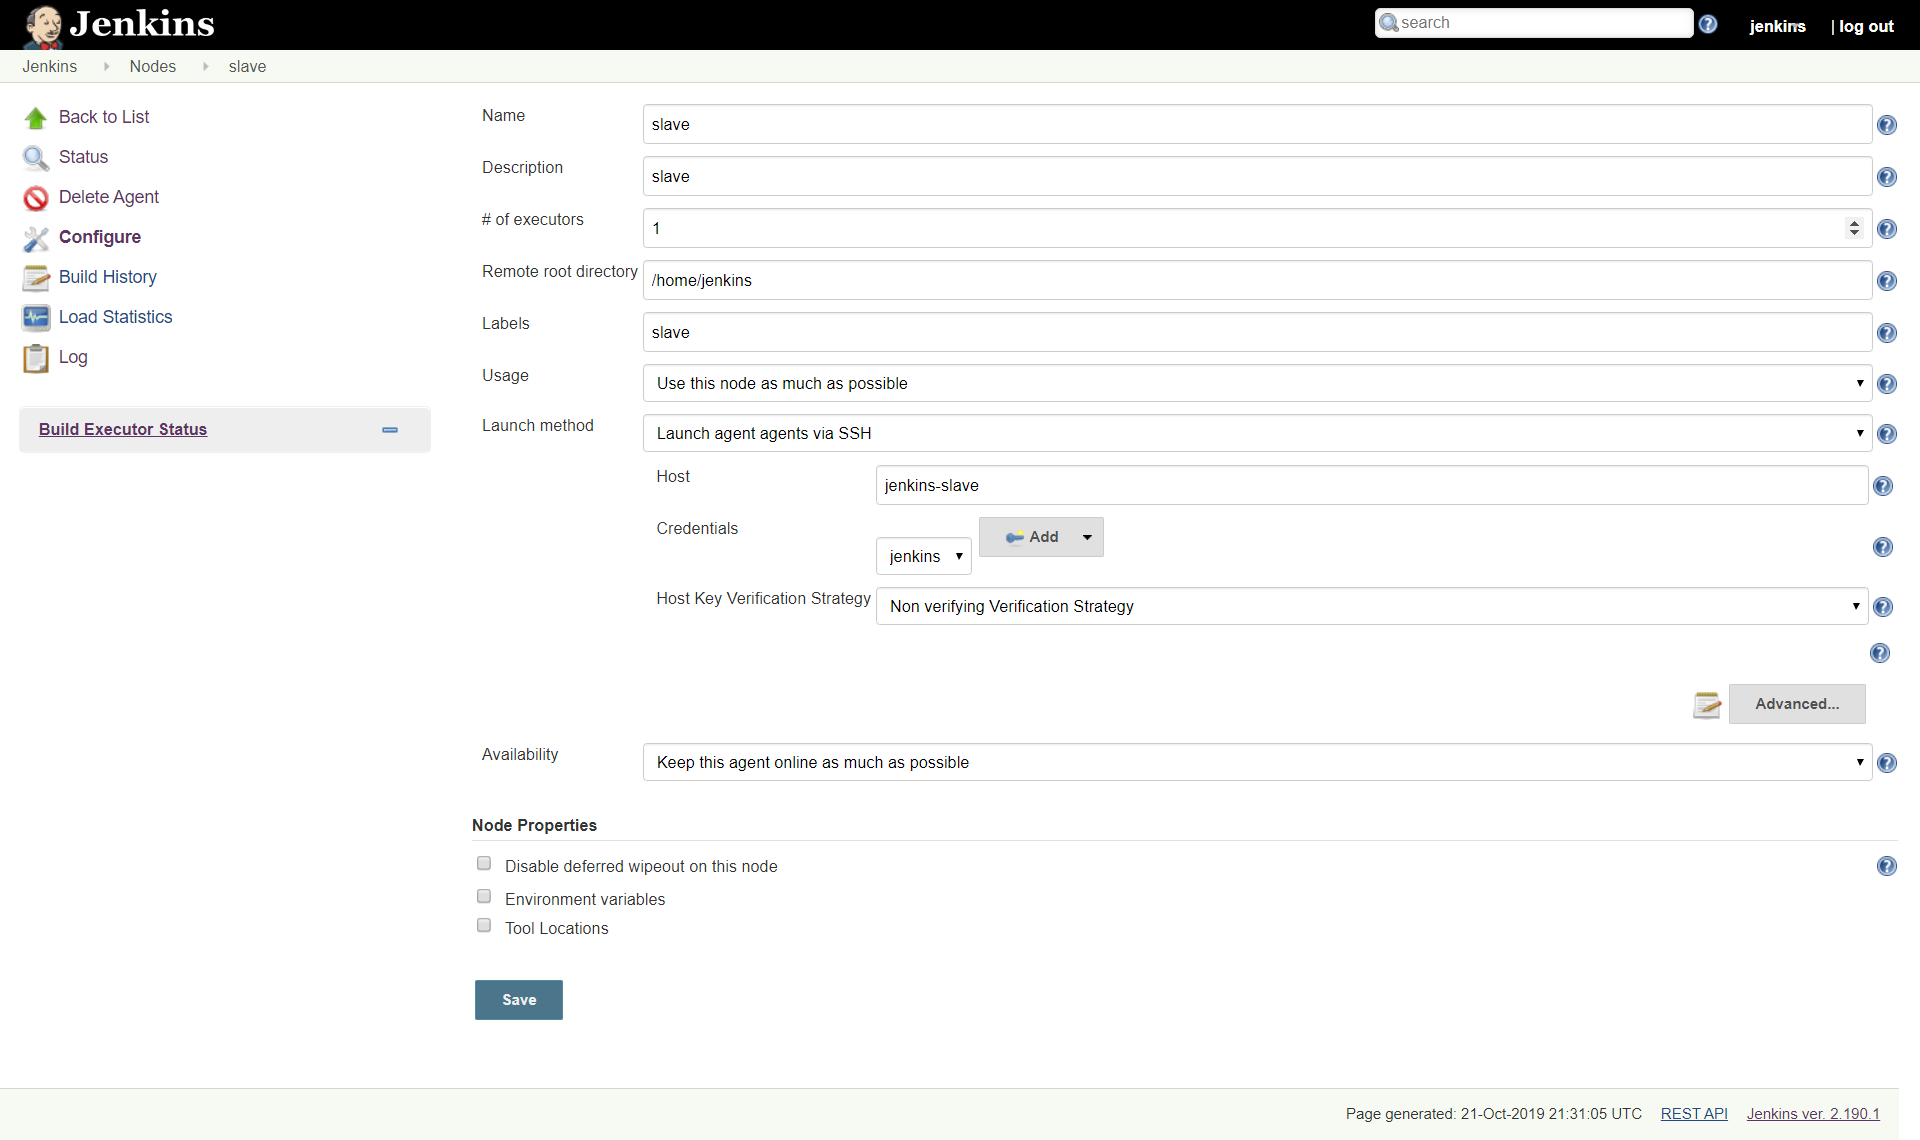 Jenkins
search
jenkins
| log out
Jenkins
Nodes
slave
Back to List
Status
Delete Agent
Configure
Build History
Load Statistics
Log
Build Executor Status
Name
slave
Description
slave
# of executors
1
Remote root directory
/home/jenkins
Labels
slave
Usage
Use this node as much as possible
Launch method
Launch agent agents via SSH
Host
jenkins-slave
Credentials
Add
jenkins
Host Key Verification Strategy
Non verifying Verification Strategy
Advanced...
Availability
Keep this agent online as much as possible
Node Properties
Disable deferred wipeout on this node
Environment variables
Tool Locations
Save
Page generated: 21-Oct-2019 21:31:05 UTC
REST API
Jenkins ver. 2.190.1